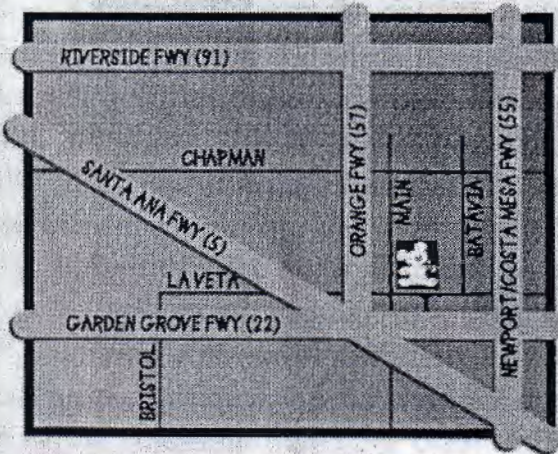 RIVERSIDE FWY (91)
CHAPMAN
SANTA ANA FWY (5)
ORANGE FWY (57)
MAIN
BATAVIA
NEWPORT/COSTA MESA FWY (55)
LA VETA
GARDEN GROVE FWY (22)
BRISTOL